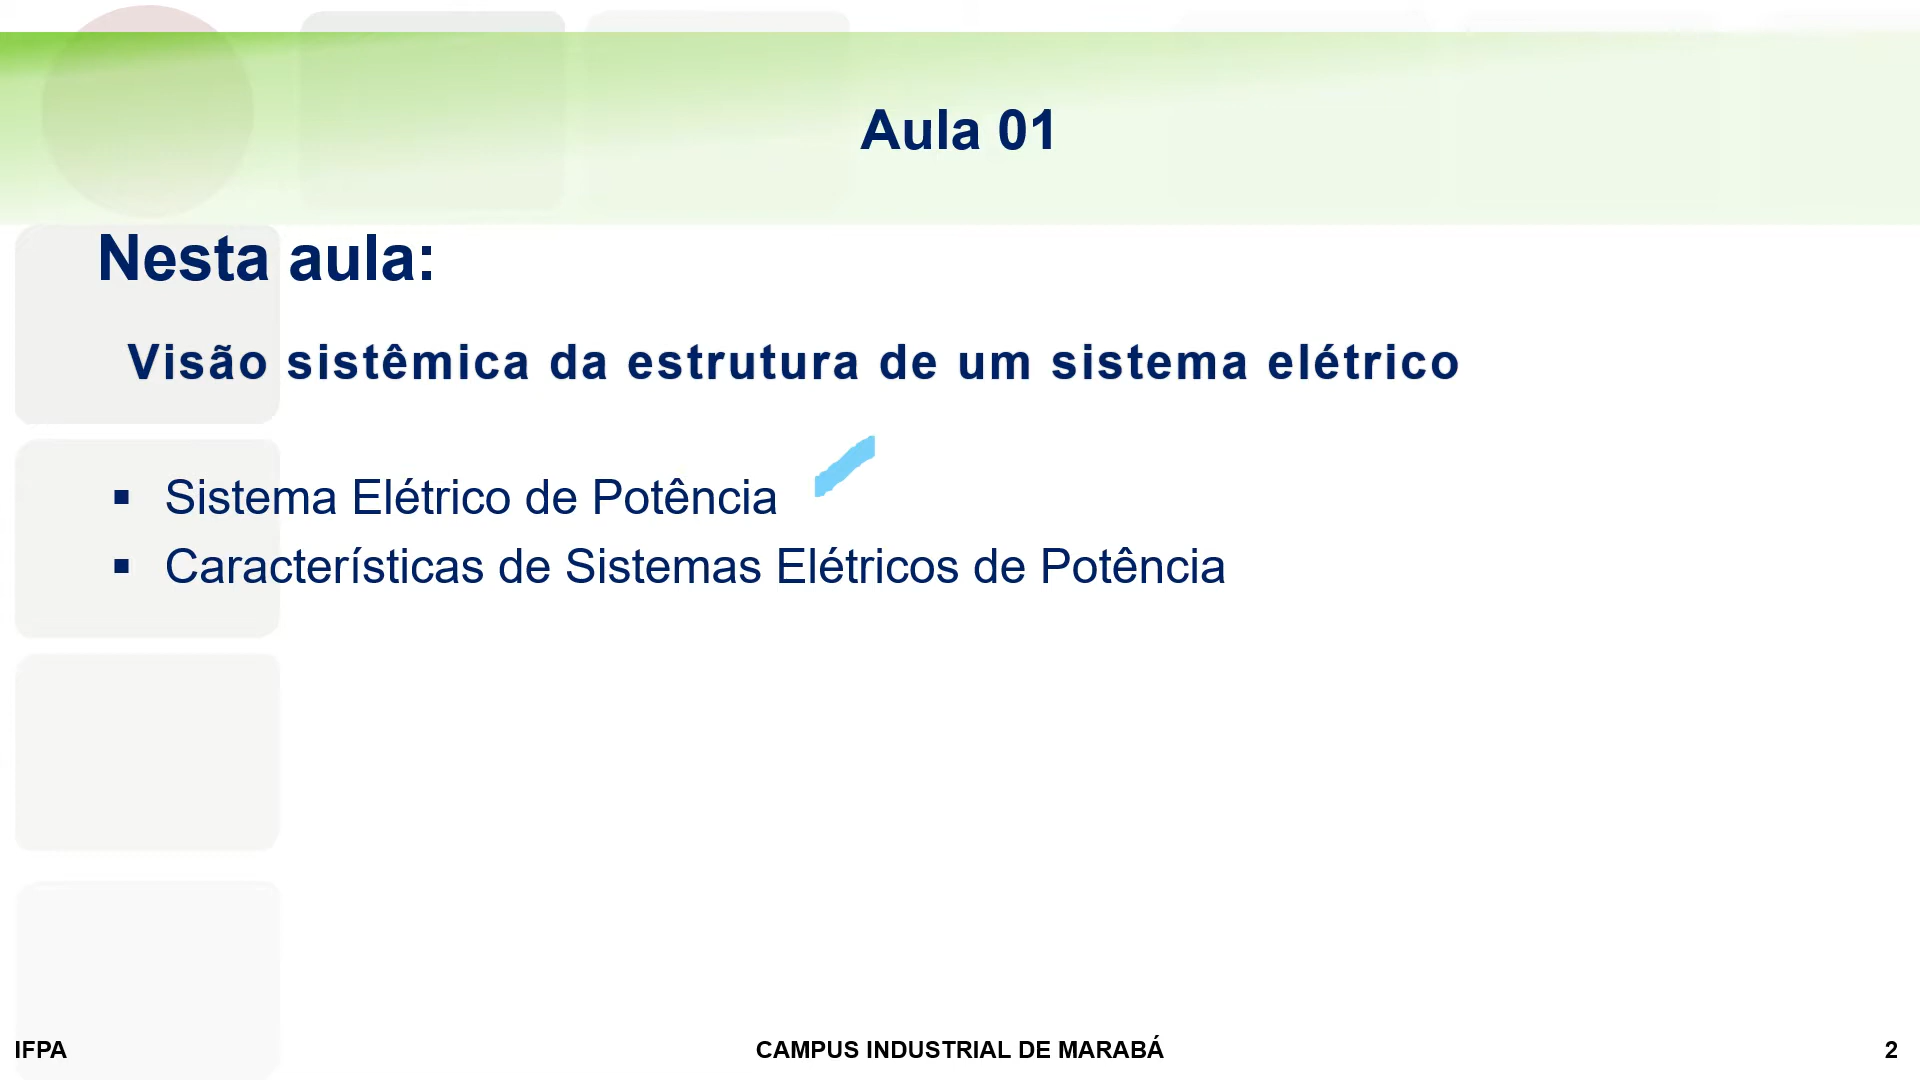 Aula 01
Nesta aula:
Visão sistêmica da estrutura de um sistema elétrico
▪ Sistema Elétrico de Potência
▪ Características de Sistemas Elétricos de Potência
IFPA
CAMPUS INDUSTRIAL DE MARABÁ
2